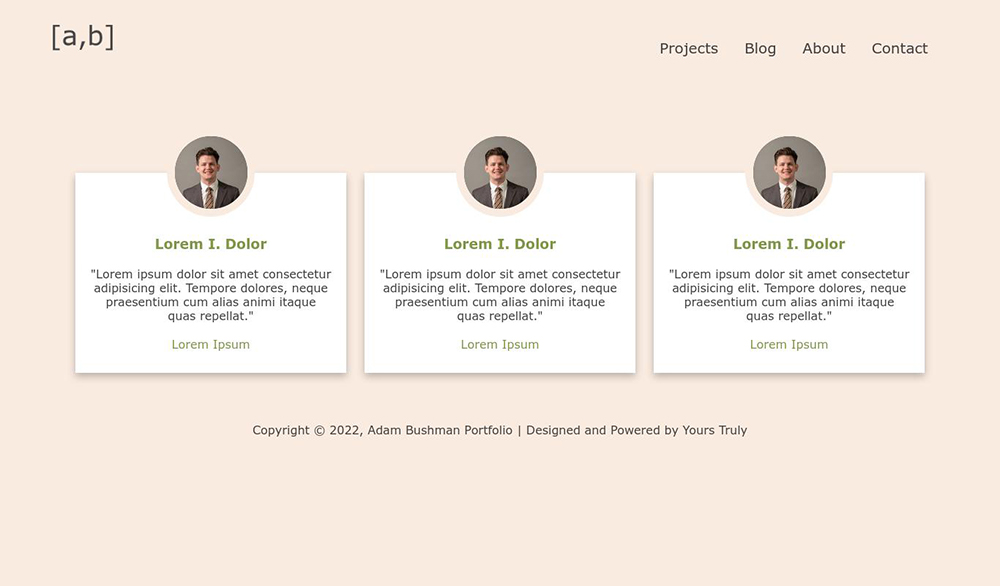 [a,b]
Projects Blog About Contact
Lorem I. Dolor
"Lorem ipsum dolor sit amet consectetur
adipisicing elit. Tempore dolores, neque
praesentium cum alias animi itaque
quas repellat."
Lorem Ipsum
Lorem I. Dolor
"Lorem ipsum dolor sit amet consectetur
adipisicing elit. Tempore dolores, neque
praesentium cum alias animi itaque
quas repellat."
Lorem Ipsum
Lorem I. Dolor
"Lorem ipsum dolor sit amet consectetur
adipisicing elit. Tempore dolores, neque
praesentium cum alias animi itaque
quas repellat."
Lorem Ipsum
Copyright © 2022, Adam Bushman Portfolio | Designed and Powered by Yours Truly